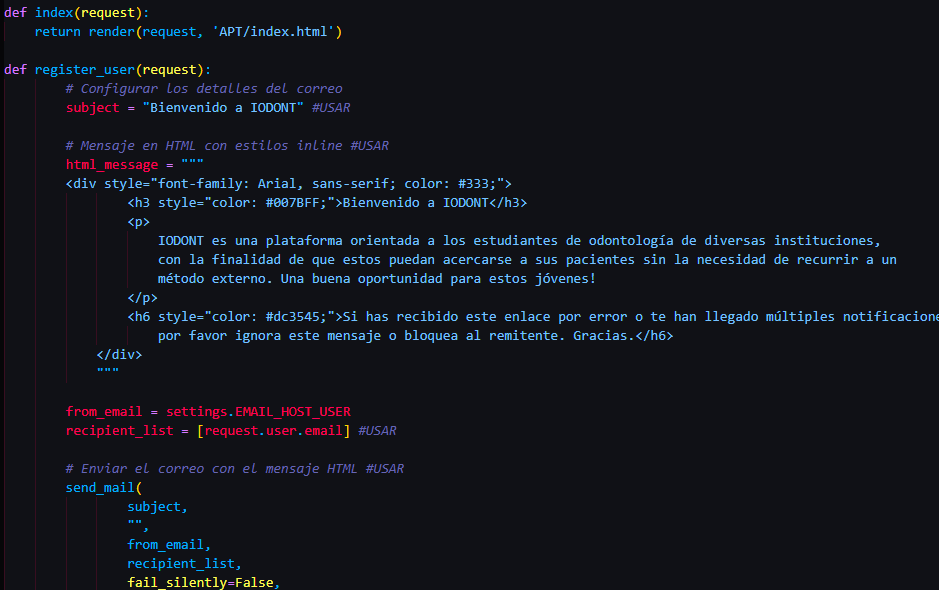 def index(request):
    return render(request, 'APT/index.html')

def register_user(request):
        # Configurar los detalles del correo
        subject = "Bienvenido a IODONT" #USAR

        # Mensaje en HTML con estilos inline #USAR
        html_message = """
        <div style="font-family: Arial, sans-serif; color: #333;">
                <h3 style="color: #007BFF;">Bienvenido a IODONT</h3>
                <p>
                    IODONT es una plataforma orientada a los estudiantes de odontología de diversas instituciones,
                    con la finalidad de que estos puedan acercarse a sus pacientes sin la necesidad de recurrir a un
                    método externo. Una buena oportunidad para estos jóvenes!
                </p>
                <h6 style="color: #dc3545;">Si has recibido este enlace por error o te han llegado múltiples notificacione
                    por favor ignora este mensaje o bloquea al remitente. Gracias.</h6>
            </div>
            """

        from_email = settings.EMAIL_HOST_USER
        recipient_list = [request.user.email] #USAR

        # Enviar el correo con el mensaje HTML #USAR
        send_mail(
                subject,
                "",
                from_email,
                recipient_list,
                fail_silently=False,